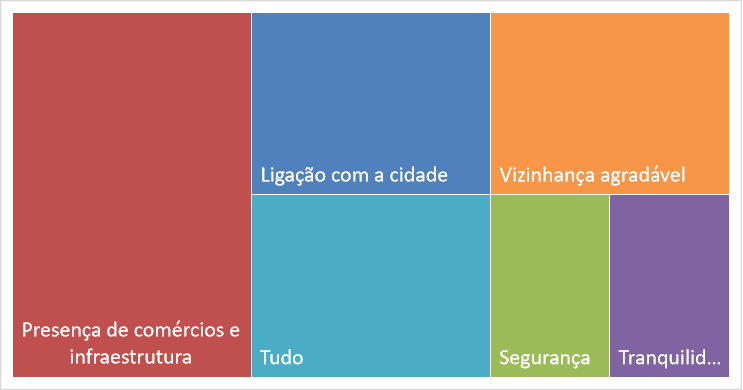 Presença de comércios e
infraestrutura
Ligação com a cidade
Tudo
Vizinhança agradável
Segurança
Tranquilid...